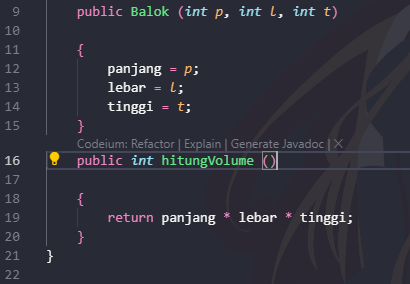 9 public Balok (int p, int l, int t)
10
11 {
12 panjang = p;
13 lebar = l;
14 tinggi = t;
15 }
Codeium: Refactor | Explain | Generate Javadoc | ×
16 public int hitungVolume ()
17
18 {
19 return panjang * lebar * tinggi;
20 }
21 }
22